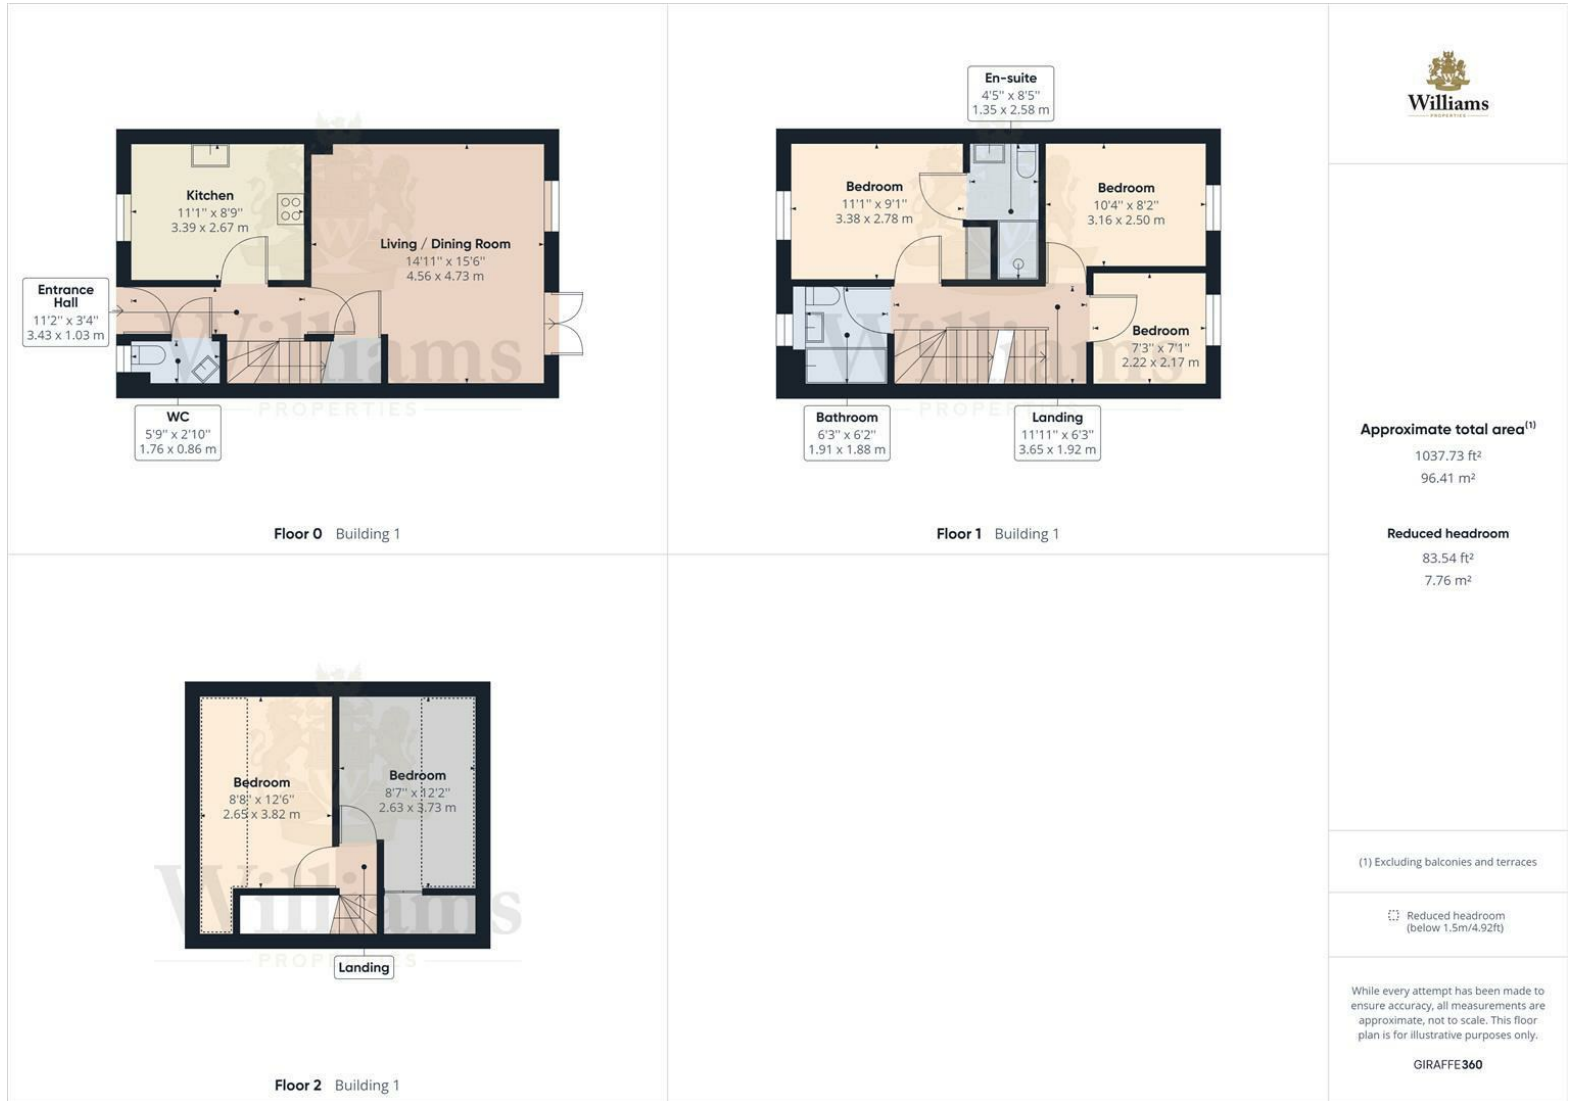 Kitchen
11'1" x 8'9"
3.39 x 2.67 m
Living / Dining Room
14'11" x 15'6"
4.56 x 4.73 m
Entrance
Hall
11'2" x 3'4"
3.43 x 1.03 m
WC
5'9" x 2'10"
1.76 x 0.86 m
Williams
PROPERTIES
Floor 0 Building 1
En-suite
4'5" x 8'5"
1.35 x 2.58 m
Bedroom
11'1" x 9'1"
3.38 x 2.78 m
Bedroom
10'4" x 8'2"
3.16 x 2.50 m
Bedroom
7'3" x 7'1"
2.22 x 2.17 m
Bathroom
6'3" x 6'2"
1.91 x 1.88 m
Landing
11'11" x 6'3"
3.65 x 1.92 m
Williams
PROPERTIES
Floor 1 Building 1
Bedroom
8'8" x 12'6"
2.65 x 3.82 m
Bedroom
8'7" x 12'2"
2.63 x 3.73 m
Landing
Williams
PROPERTIES
Floor 2 Building 1
Williams
PROPERTIES
Approximate total area(1)
1037.73 ft²
96.41 m²
Reduced headroom
83.54 ft²
7.76 m²
(1) Excluding balconies and terraces
Reduced headroom
(below 1.5m/4.92ft)
While every attempt has been made to
ensure accuracy, all measurements are
approximate, not to scale. This floor
plan is for illustrative purposes only.
GIRAFFE360